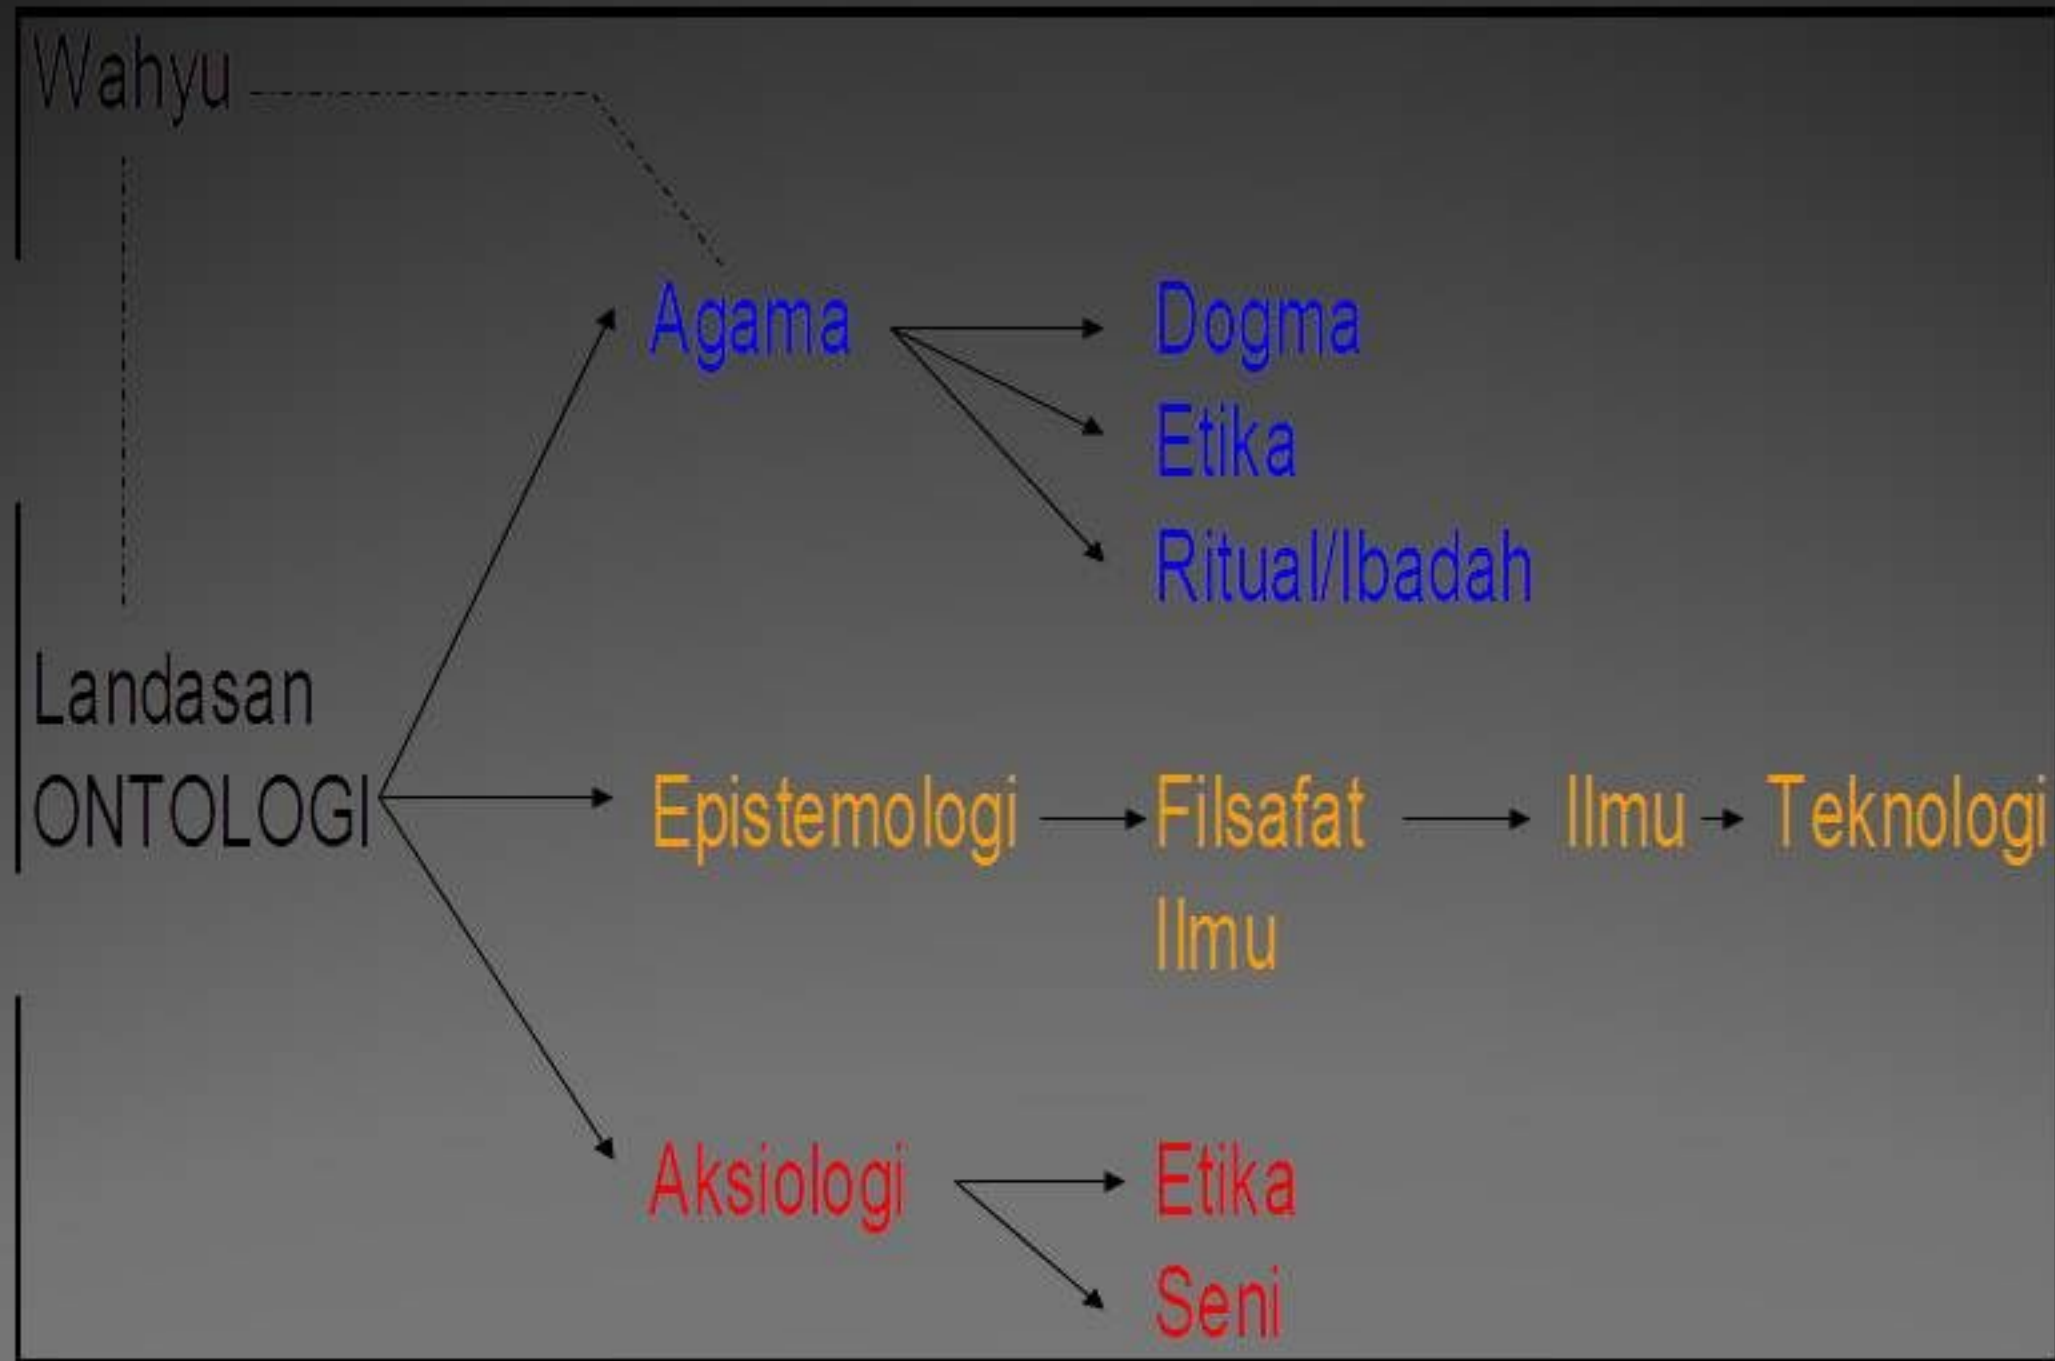 Wahyu
Agama
Dogma
Etika
Ritual/Ibadah
Landasan
ONTOLOGI
Epistemologi
Filsafat
Ilmu
Ilmu
Teknologi
Aksiologi
Etika
Seni